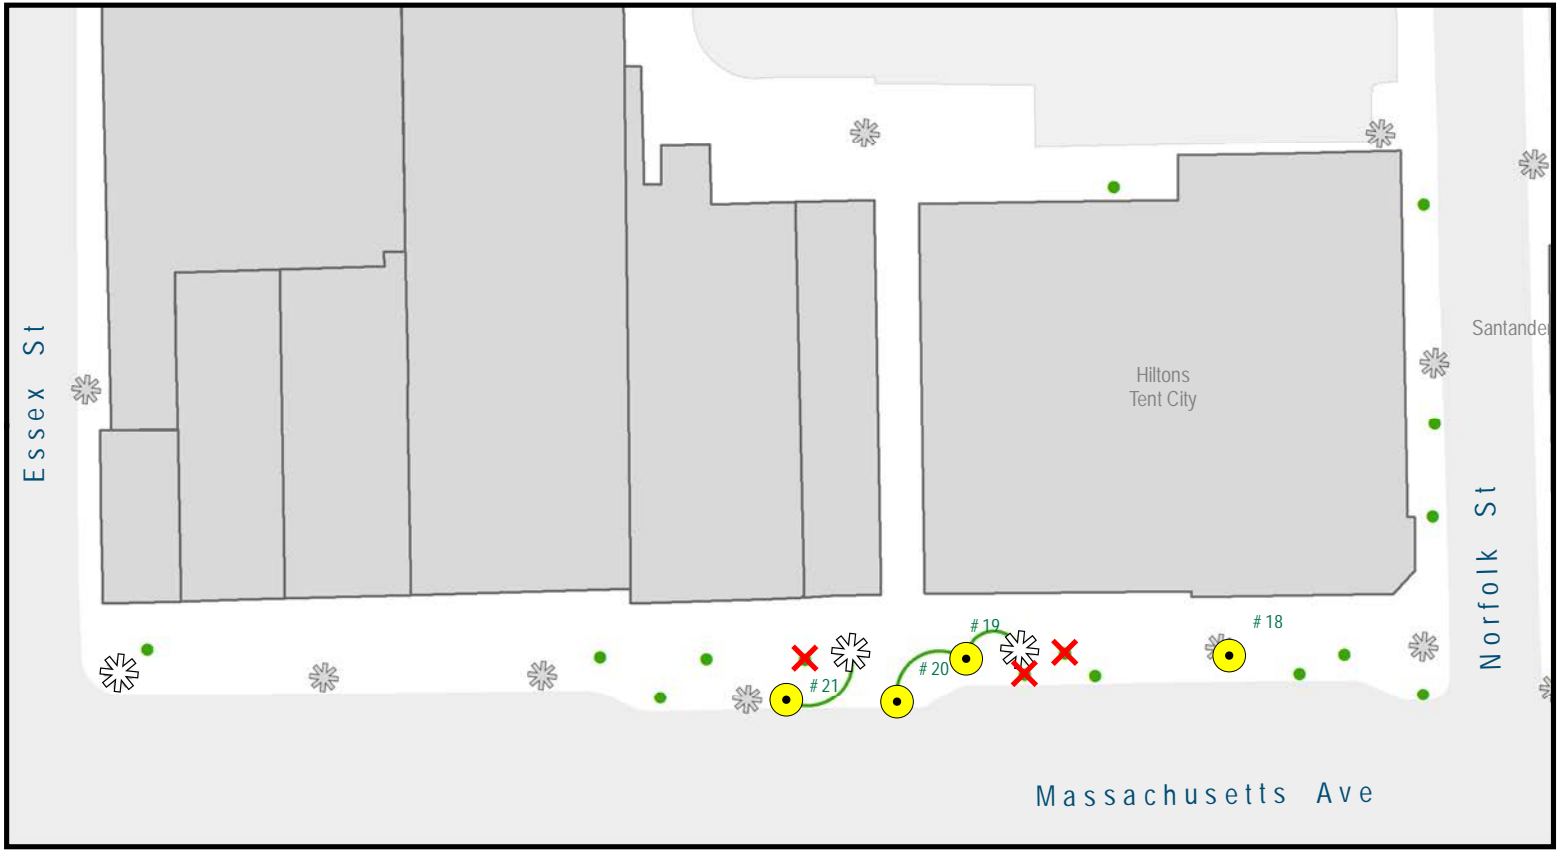 Essex St
Santander
Hiltons
Tent City
Norfolk St
# 19
# 18
# 20
# 21
Massachusetts Ave